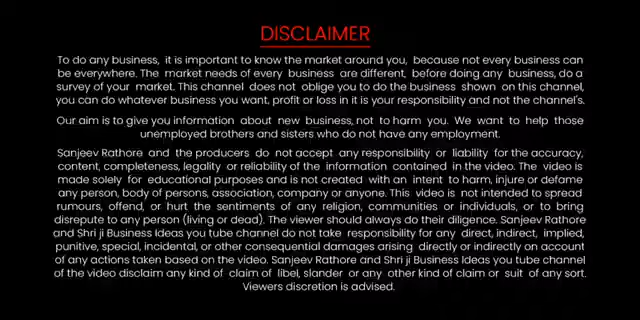 DISCLAIMER
To do any business, it is important to know the market around you, because not every business can
be everywhere. The market needs of every business are different, before doing any business, do a
survey of your market. This channel does not oblige you to do the business shown on this channel,
you can do whatever business you want, profit or loss in it is your responsibility and not the channel's.
Our aim is to give you information about new business, not to harm you. We want to help those
unemployed brothers and sisters who do not have any employment.
Sanjeev Rathore and the producers do not accept any responsibility or liability for the accuracy,
content, completeness, legality or reliability of the information contained in the video. The video is
made solely for educational purposes and is not created with an intent to harm, injure or defame
any person, body of persons, association, company or anyone. This video is not intended to spread
rumours, offend, or hurt the sentiments of any religion, communities or individuals, or to bring
disrepute to any person (living or dead). The viewer should always do their diligence. Sanjeev Rathore
and Shri ji Business Ideas you tube channel do not take responsibility for any direct, indirect, implied,
punitive, special, incidental, or other consequential damages arising directly or indirectly on account
of any actions taken based on the video. Sanjeev Rathore and Shri ji Business Ideas you tube channel
of the video disclaim any kind of claim of libel, slander or any other kind of claim or suit of any sort.
Viewers discretion is advised.